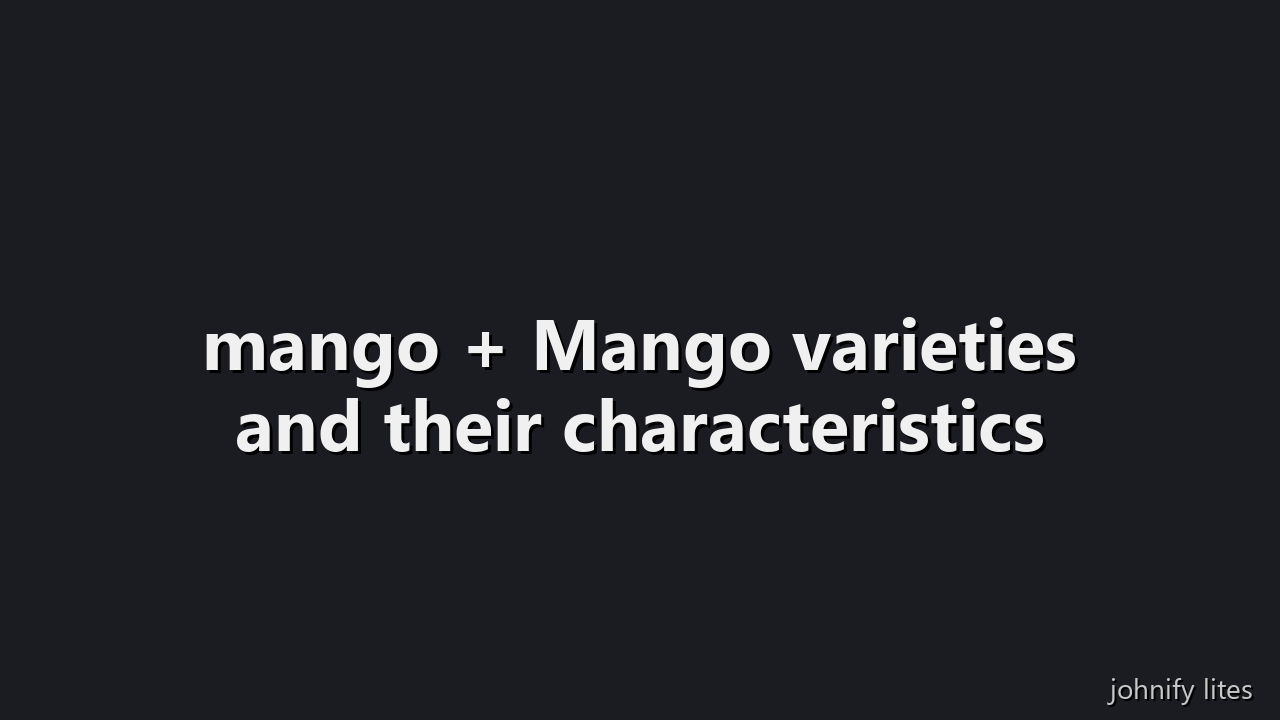 mango + Mango varieties
and their characteristics
johnify lites